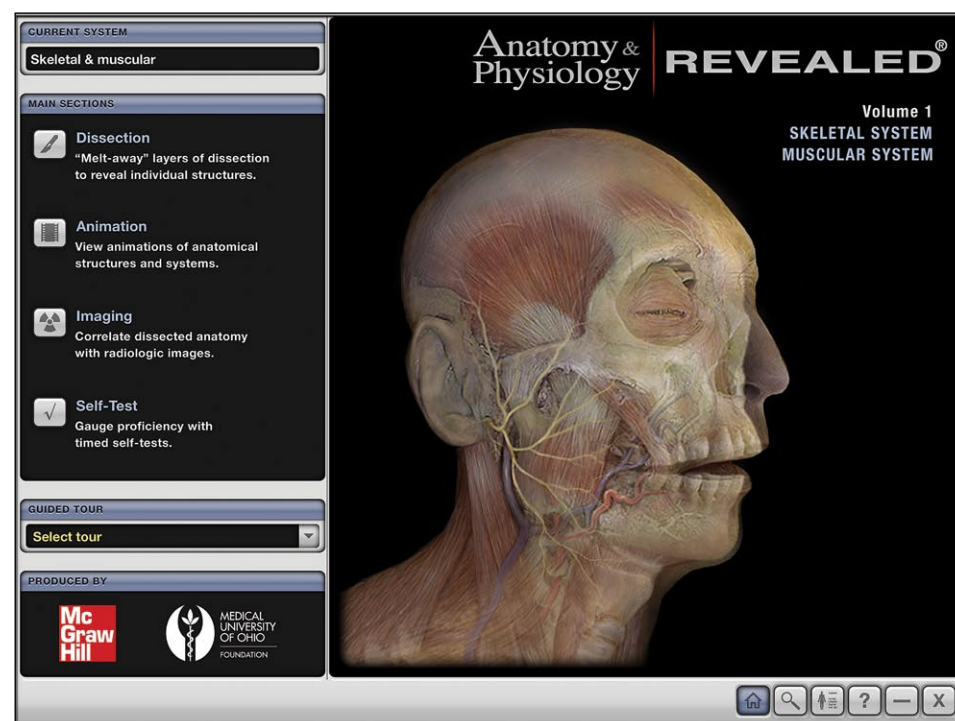 CURRENT SYSTEM
Skeletal & muscular
MAIN SECTIONS
Dissection
“Melt-away” layers of dissection
to reveal individual structures.
Animation
View animations of anatomical
structures and systems.
Imaging
Correlate dissected anatomy
with radiologic images.
√
Self-Test
Gauge proficiency with
timed self-tests.
GUIDED TOUR
Select tour
PRODUCED BY
Mc
Graw
Hill
MEDICAL
UNIVERSITY
OF OHIO
FOUNDATION
Anatomy &
Physiology
REVEALED®
Volume 1
SKELETAL SYSTEM
MUSCULAR SYSTEM
? — X